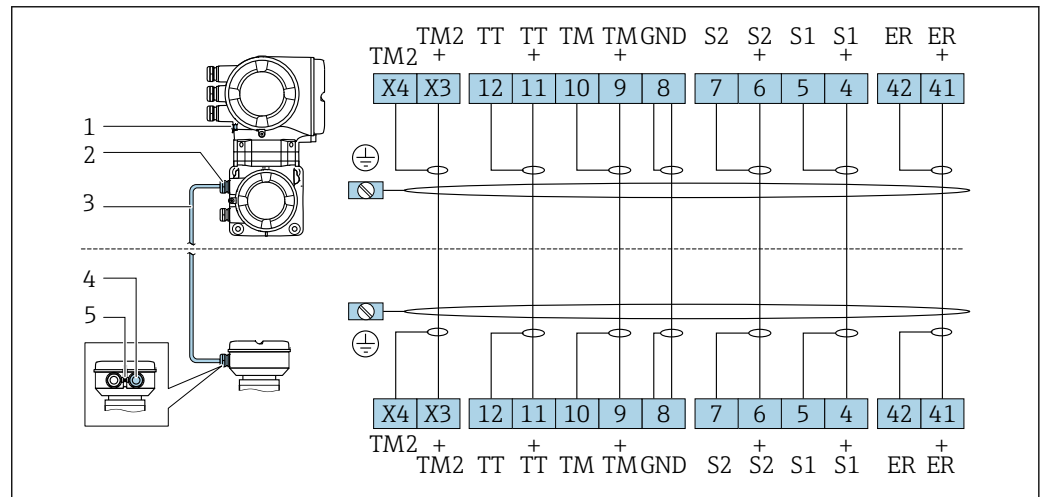 TM2 TT TT TM TM GND S2 S2 S1 S1 ER ER
TM2 + + + + + +
X4 X3 12 11 10 9 8 7 6 5 4 42 41
1
2
3
4
5
X4 X3 12 11 10 9 8 7 6 5 4 42 41
TM2 + + + + + +
TM2 TT TT TM TM GND S2 S2 S1 S1 ER ER